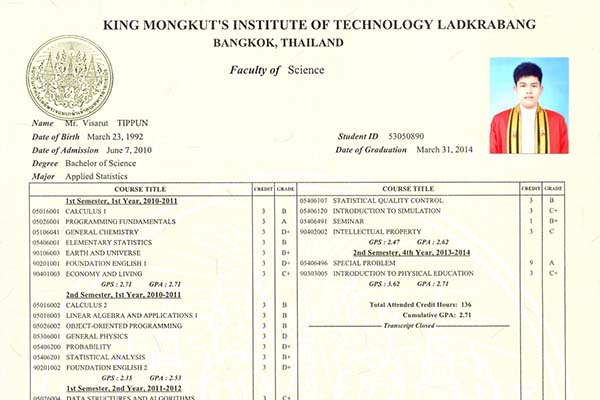 KING MONGKUT'S INSTITUTE OF TECHNOLOGY LADKRABANG
BANGKOK, THAILAND
Faculty of Science
Name Mr. Visarut TIPPUN
Date of Birth March 23, 1992
Student ID 53050890
Date of Admission June 7, 2010
Date of Graduation March 31, 2014
Degree Bachelor of Science
Major Applied Statistics
COURSE TITLE CREDIT GRADE
1st Semester, 1st Year, 2010-2011
05016001 CALCULUS 1 3 B
05026001 PROGRAMMING FUNDAMENTALS 3 A
05106041 GENERAL CHEMISTRY 3 D+
05406001 ELEMENTARY STATISTICS 3 B
90106003 EARTH AND UNIVERSE 3 B+
90201001 FOUNDATION ENGLISH 1 3 D+
90401003 ECONOMY AND LIVING 3 C+
GPS : 2.71 GPA : 2.71
2nd Semester, 1st Year, 2010-2011
05016002 CALCULUS 2 3 B
05016003 LINEAR ALGEBRA AND APPLICATIONS 1 3 B
05026002 OBJECT-ORIENTED PROGRAMMING 3 B
05306001 GENERAL PHYSICS 3 D
05406200 PROBABILITY 3 D+
05406201 STATISTICAL ANALYSIS 3 B+
90201002 FOUNDATION ENGLISH 2 3 D+
GPS : 2.35 GPA : 2.53
1st Semester, 2nd Year, 2011-2012
05026004 DATA STRUCTURES AND ALGORITHMS 3 C+
COURSE TITLE CREDIT GRADE
05406107 STATISTICAL QUALITY CONTROL 3 B
05406120 INTRODUCTION TO SIMULATION 3 C+
05406491 SEMINAR 1 B+
90402002 INTELLECTUAL PROPERTY 3 C
GPS : 2.47 GPA : 2.62
2nd Semester, 4th Year, 2013-2014
05406496 SPECIAL PROBLEM 9 A
90303005 INTRODUCTION TO PHYSICAL EDUCATION 3 C+
GPS : 3.62 GPA : 2.71
Total Attended Credit Hours: 136
Cumulative GPA: 2.71
Transcript Closed